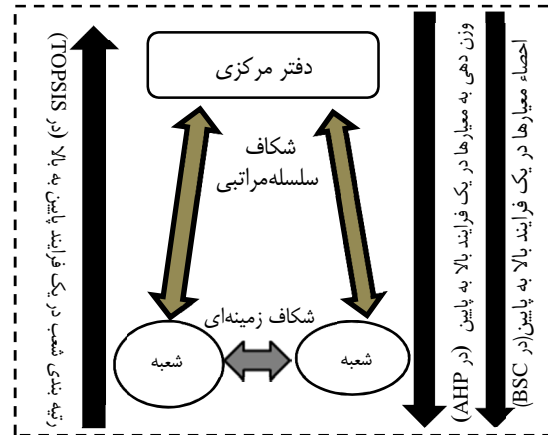 دفتر مرکزی
شکاف
سلسله‌مراتبی
شکاف زمینه‌ای
شعبه
شعبه
احصاء معیارها در یک فرایند بالا به پایین(در BSC)
وزن دهی به معیارها در یک فرایند بالا به پایین (در AHP)
رتبه بندی شعب در یک فرایند پایین به بالا (در TOPSIS)